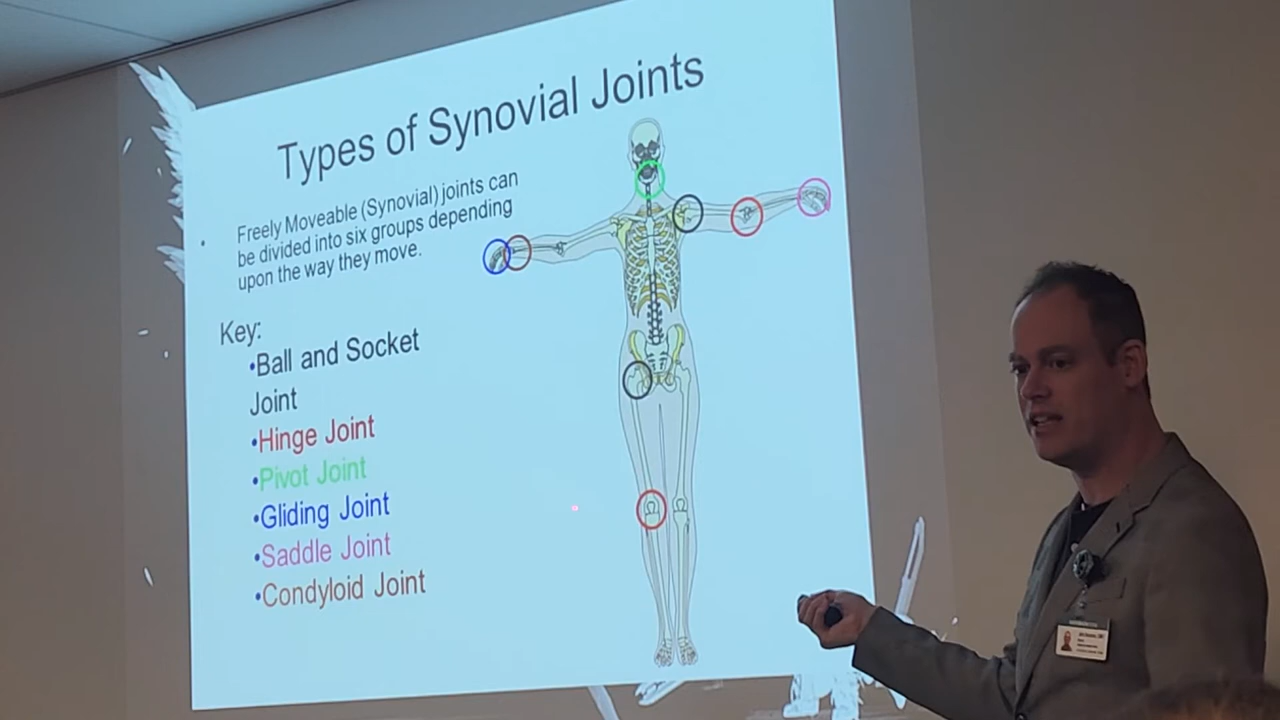 Types of Synovial Joints
• Freely Moveable (Synovial) joints can
be divided into six groups depending
upon the way they move.
Key:
•Ball and Socket
Joint
•Hinge Joint
•Pivot Joint
•Gliding Joint
•Saddle Joint
•Condyloid Joint